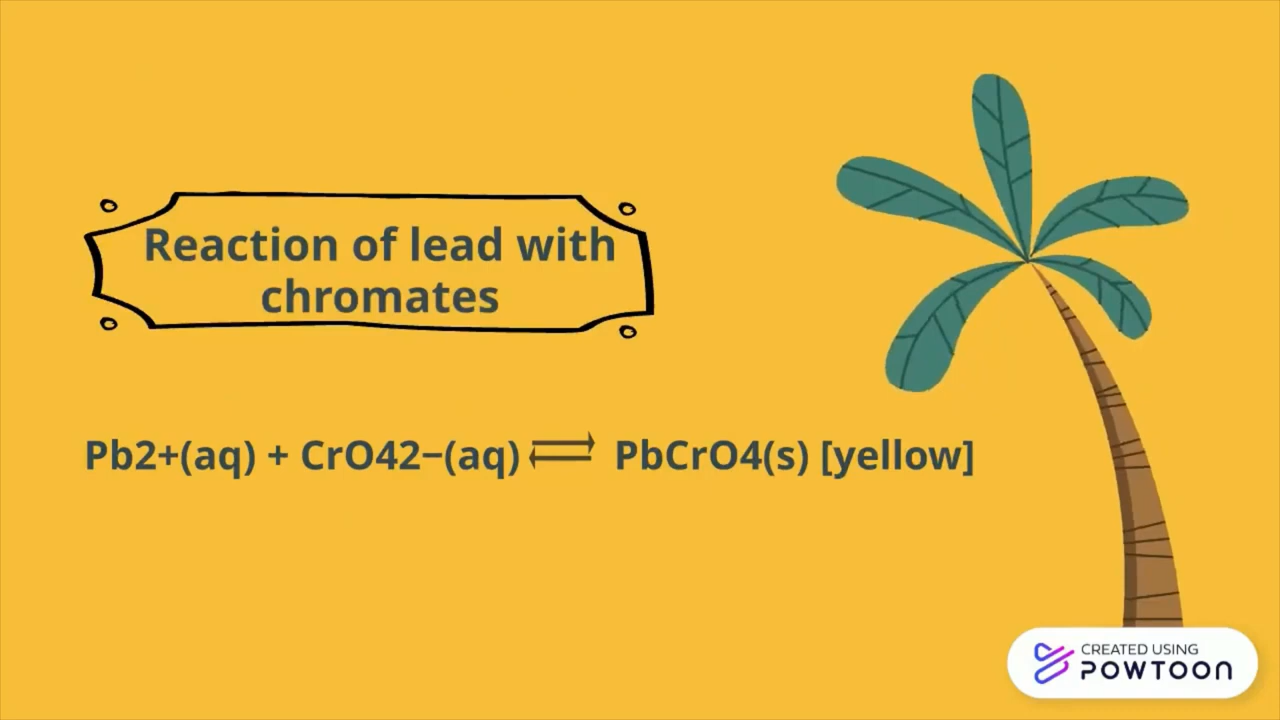 Reaction of lead with
chromates
Pb2+(aq) + CrO42−(aq) ⇌ PbCrO4(s) [yellow]
CREATED USING
POWTOON